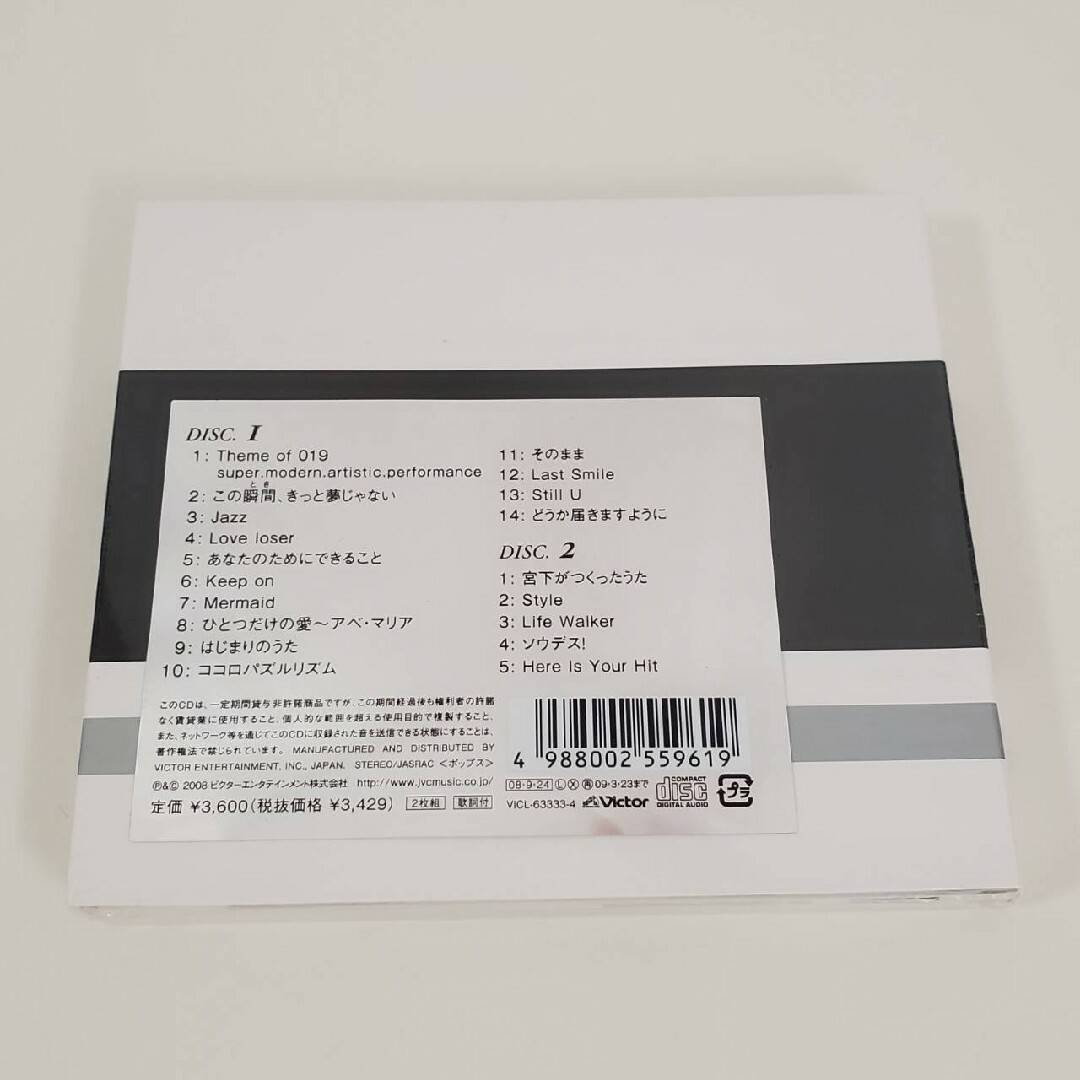 DISC. 1
1: Theme of 019
super.modern.artistic.performance
とき
2: この瞬間、きっと夢じゃない
3: Jazz
4: Love loser
5: あなたのためにできること
6: Keep on
7: Mermaid
8: ひとつだけの愛〜アベ・マリア
9: はじまりのうた
10: ココロパズルリズム
11: そのまま
12: Last Smile
13: Still U
14: どうか届きますように
DISC. 2
1: 宮下がつくったうた
2: Style
3: Life Walker
4: ソウデス!
5: Here Is Your Hit
このCDは、一定期間貸与非許諾商品ですが、この期間経過後も権利者の許諾
なく賃貸業に使用すること、個人的な範囲を超える使用目的で複製すること、
また、ネットワーク等を通じてこのCDに収録された音を送信できる状態にすることは、
著作権法で禁じられています。 MANUFACTURED AND DISTRIBUTED BY
VICTOR ENTERTAINMENT, INC., JAPAN. STEREO/JASRAC <ポップス>
Ⓟ&© 2008 ビクターエンタテインメント株式会社 http://www.jvcmusic.co.jp/
定価 ¥3,600(税抜価格 ¥3,429) 2枚組 歌詞付
4 988002 559619
08・9・24 Ⓛ Ⓧ 再 09・3・23まで
VICL-63333-4 Victor COMPACT disc DIGITAL AUDIO プラ